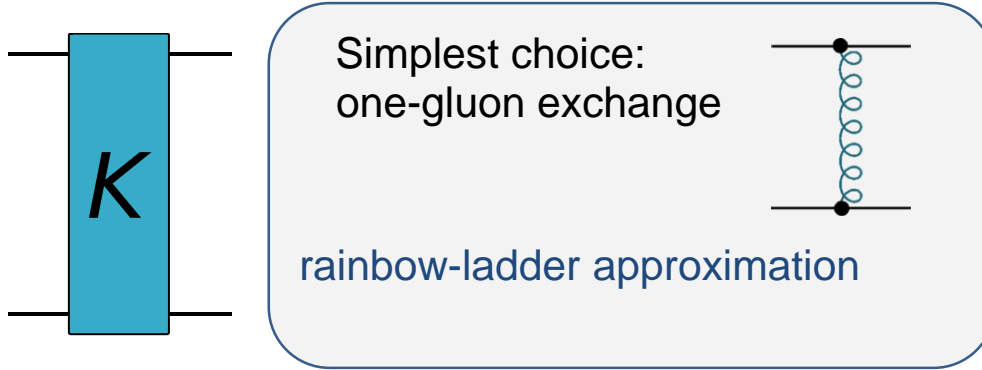 K
Simplest choice:
one-gluon exchange
rainbow-ladder approximation